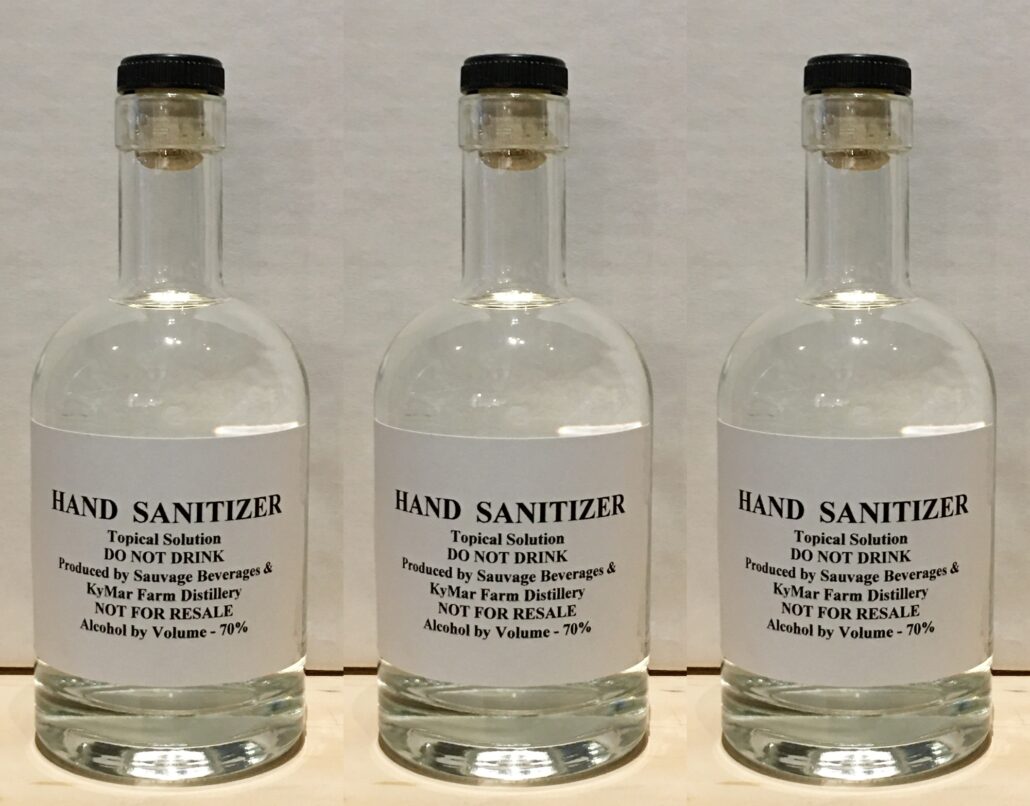 HAND SANITIZER
Topical Solution
DO NOT DRINK
Produced by Sauvage Beverages &
KyMar Farm Distillery
NOT FOR RESALE
Alcohol by Volume - 70%
HAND SANITIZER
Topical Solution
DO NOT DRINK
Produced by Sauvage Beverages &
KyMar Farm Distillery
NOT FOR RESALE
Alcohol by Volume - 70%
HAND SANITIZER
Topical Solution
DO NOT DRINK
Produced by Sauvage Beverages &
KyMar Farm Distillery
NOT FOR RESALE
Alcohol by Volume - 70%